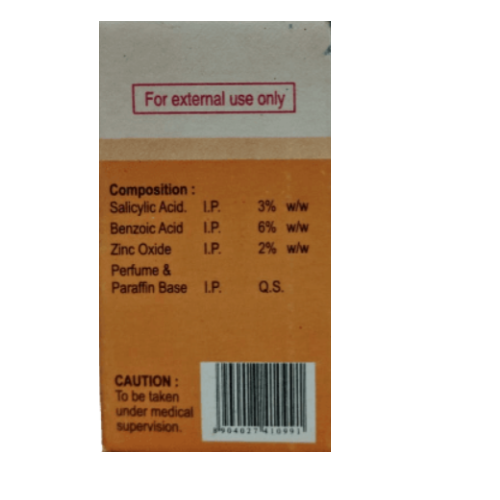 For external use only
Composition :
Salicylic Acid. I.P. 3% w/w
Benzoic Acid I.P. 6% w/w
Zinc Oxide I.P. 2% w/w
Perfume &
Paraffin Base I.P. Q.S.
CAUTION :
To be taken
under medical
supervision.
8904027410991